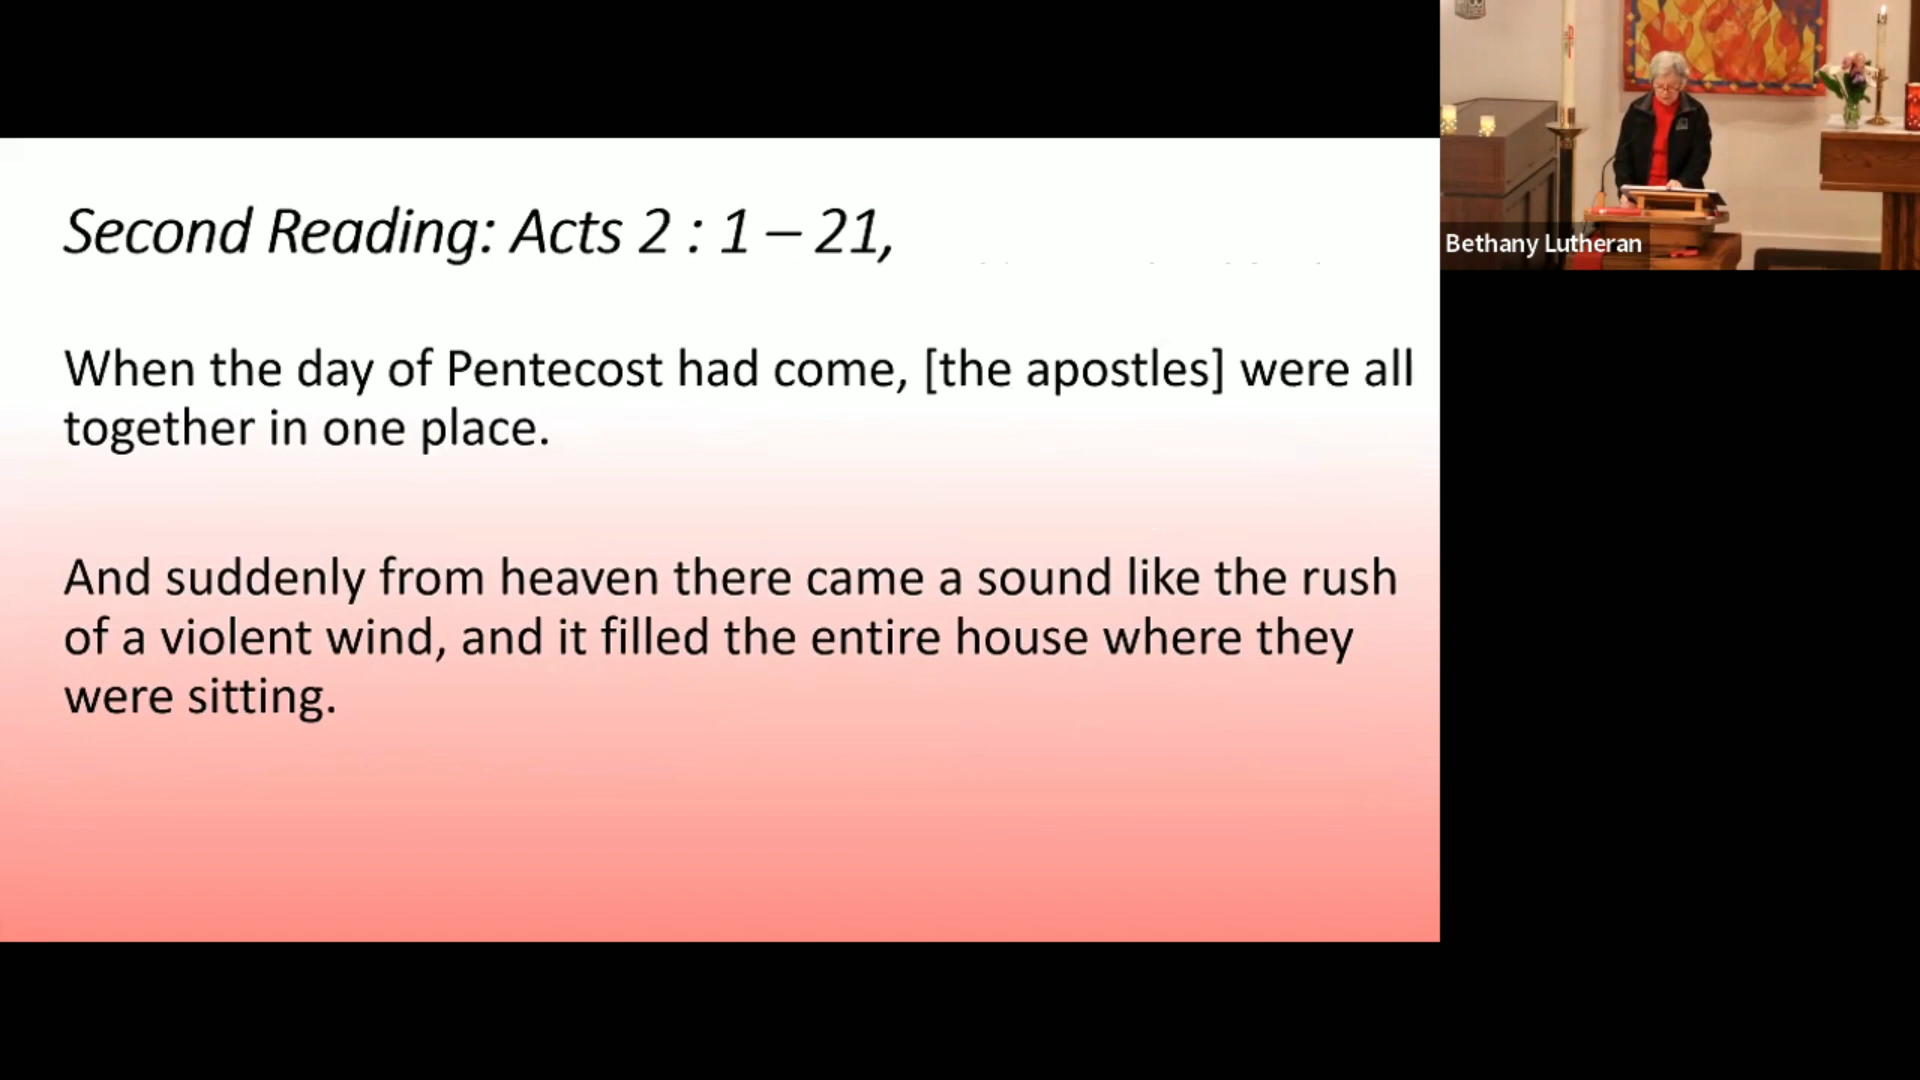 Second Reading: Acts 2 : 1 – 21,
When the day of Pentecost had come, [the apostles] were all
together in one place.
And suddenly from heaven there came a sound like the rush
of a violent wind, and it filled the entire house where they
were sitting.
Bethany Lutheran